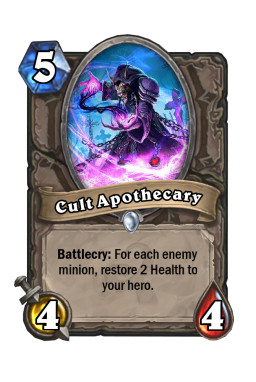 5
Cult Apothecary
Battlecry: For each enemy
minion, restore 2 Health to
your hero.
4 4